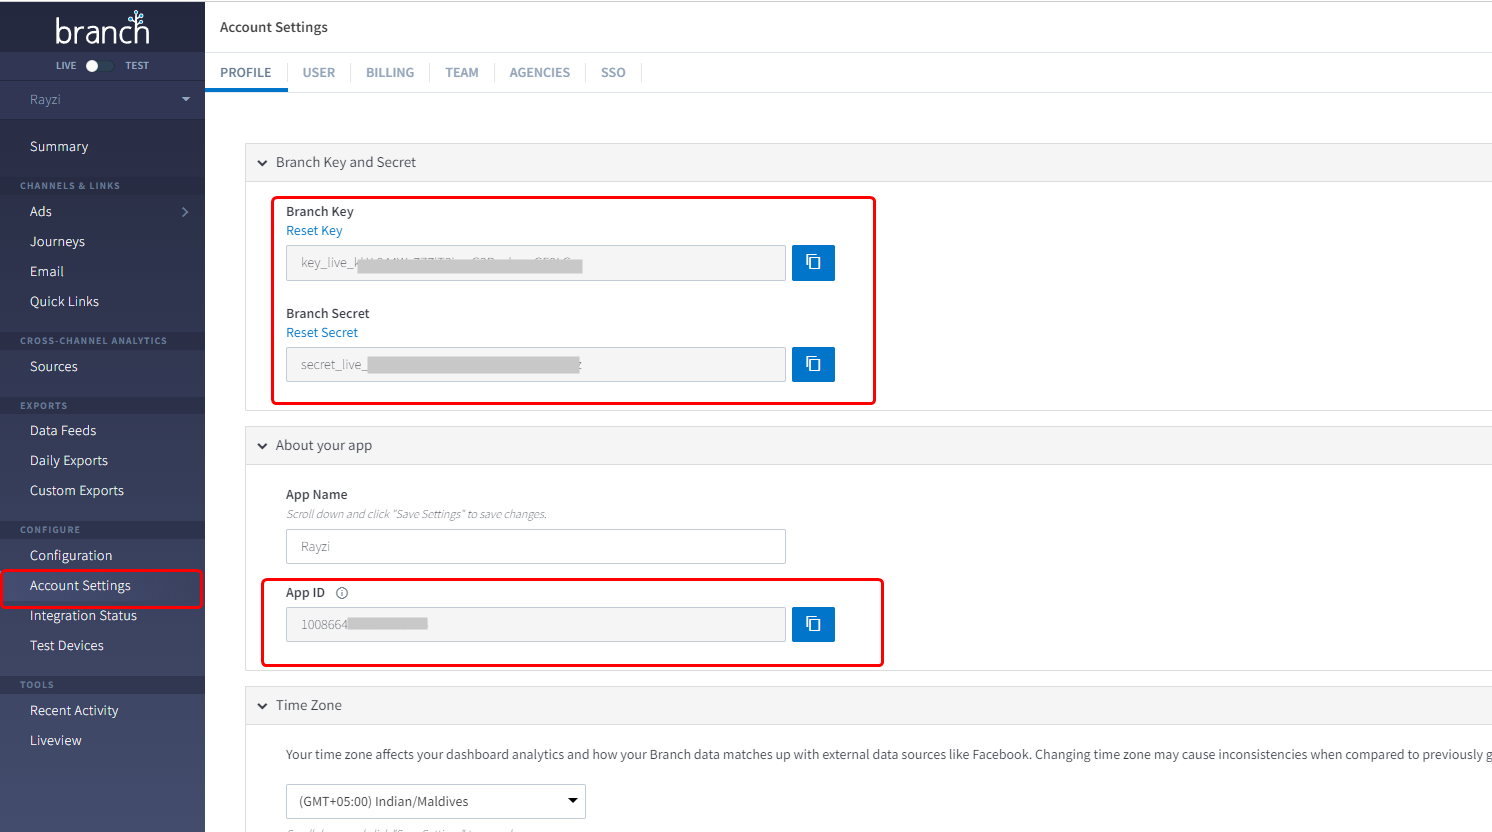 branch
LIVE TEST
Rayzi
Summary
CHANNELS & LINKS
Ads
Journeys
Email
Quick Links
CROSS-CHANNEL ANALYTICS
Sources
EXPORTS
Data Feeds
Daily Exports
Custom Exports
CONFIGURE
Configuration
Account Settings
Integration Status
Test Devices
TOOLS
Recent Activity
Liveview
Account Settings
PROFILE USER BILLING TEAM AGENCIES SSO
Branch Key and Secret
Branch Key
Reset Key
key_live_
Branch Secret
Reset Secret
secret_live_
About your app
App Name
Scroll down and click "Save Settings" to save changes.
Rayzi
App ID
1008664
Time Zone
Your time zone affects your dashboard analytics and how your Branch data matches up with external data sources like Facebook. Changing time zone may cause inconsistencies when compared to previously g
(GMT+05:00) Indian/Maldives